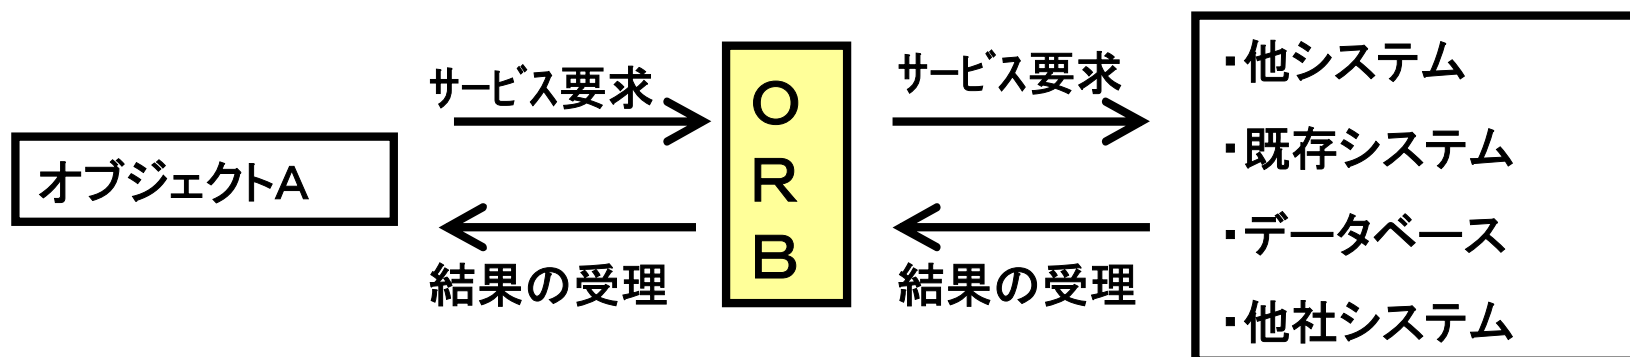 オブジェクトA
サービス要求
結果の受理
O
R
B
サービス要求
結果の受理
・他システム
・既存システム
・データベース
・他社システム